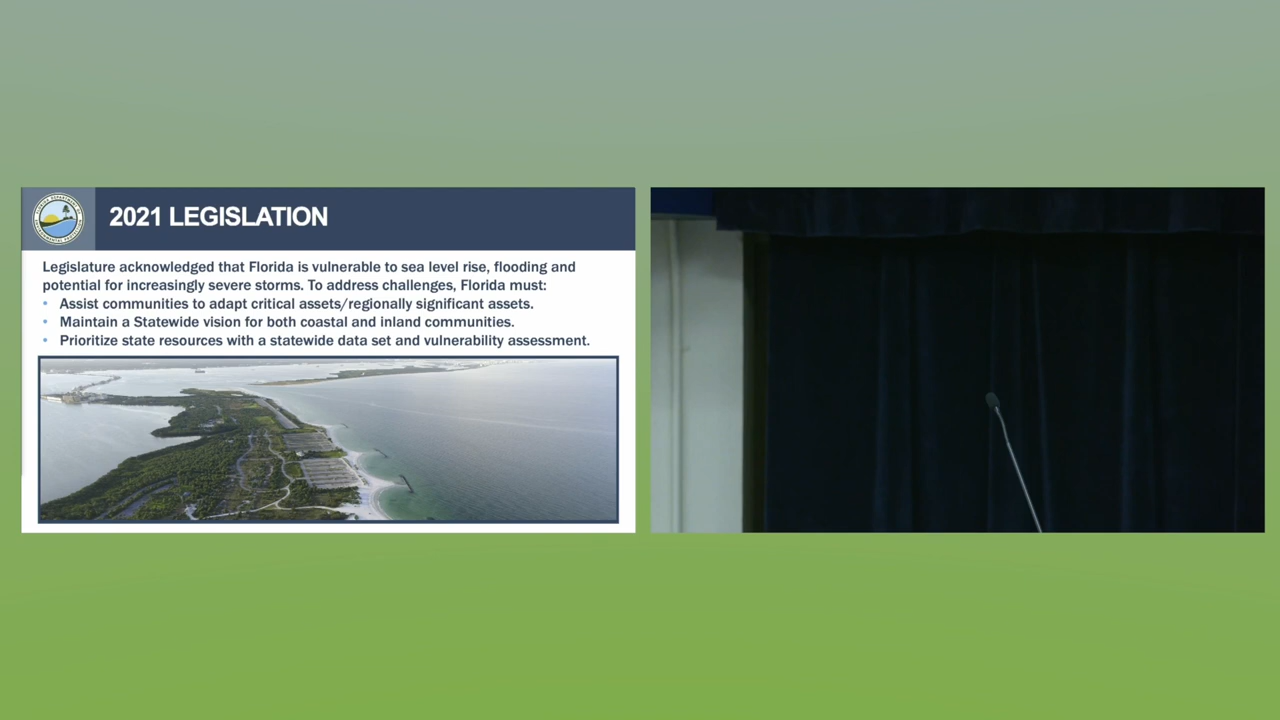 2021 LEGISLATION
Legislature acknowledged that Florida is vulnerable to sea level rise, flooding and
potential for increasingly severe storms. To address challenges, Florida must:
• Assist communities to adapt critical assets/regionally significant assets.
• Maintain a Statewide vision for both coastal and inland communities.
• Prioritize state resources with a statewide data set and vulnerability assessment.